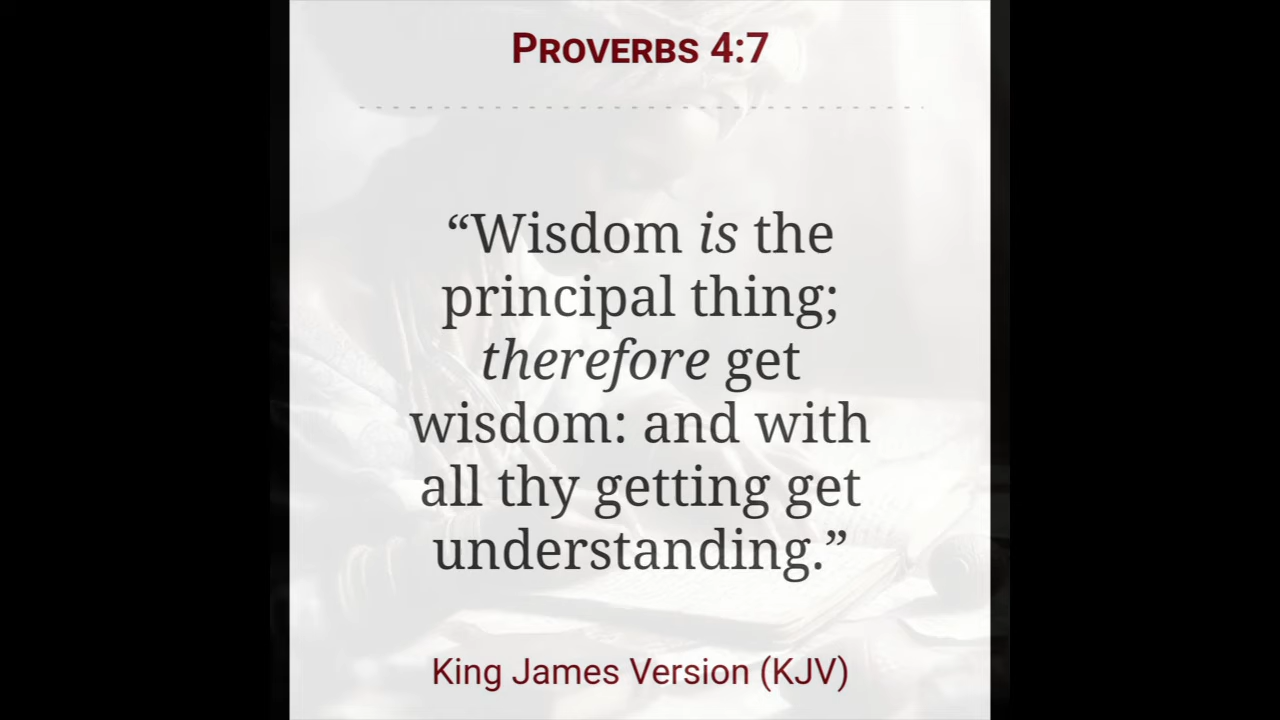 PROVERBS 4:7
“Wisdom is the
principal thing;
therefore get
wisdom: and with
all thy getting get
understanding.”
King James Version (KJV)